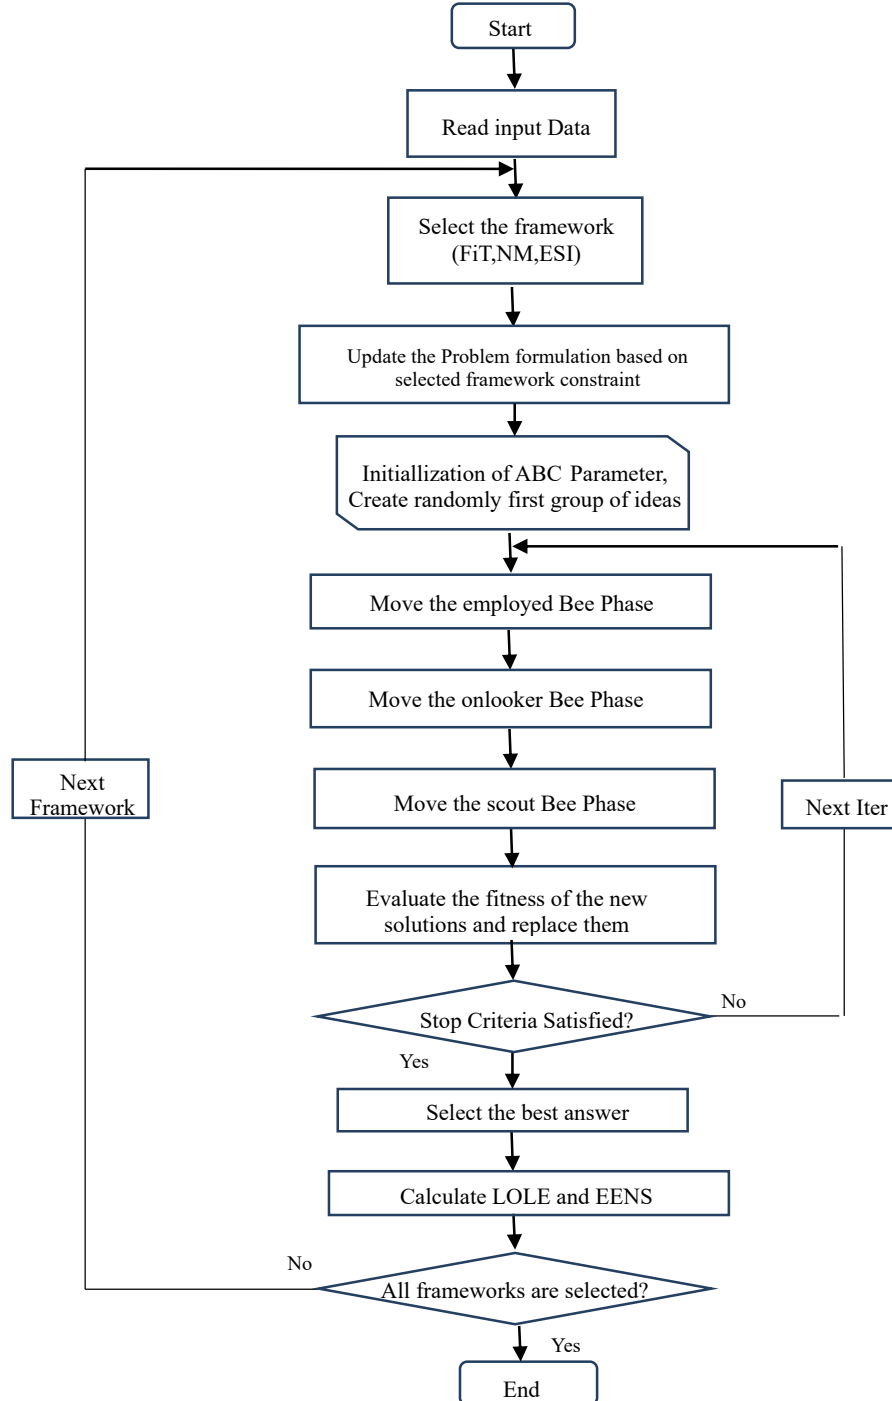 Start
Read input Data
Select the framework
(FiT,NM,ESI)
Update the Problem formulation based on
selected framework constraint
Initiallization of ABC Parameter,
Create randomly first group of ideas
Move the employed Bee Phase
Move the onlooker Bee Phase
Next
Framework
Move the scout Bee Phase
Next Iter
Evaluate the fitness of the new
solutions and replace them
Stop Criteria Satisfied?
No
Yes
Select the best answer
Calculate LOLE and EENS
No
All frameworks are selected?
Yes
End